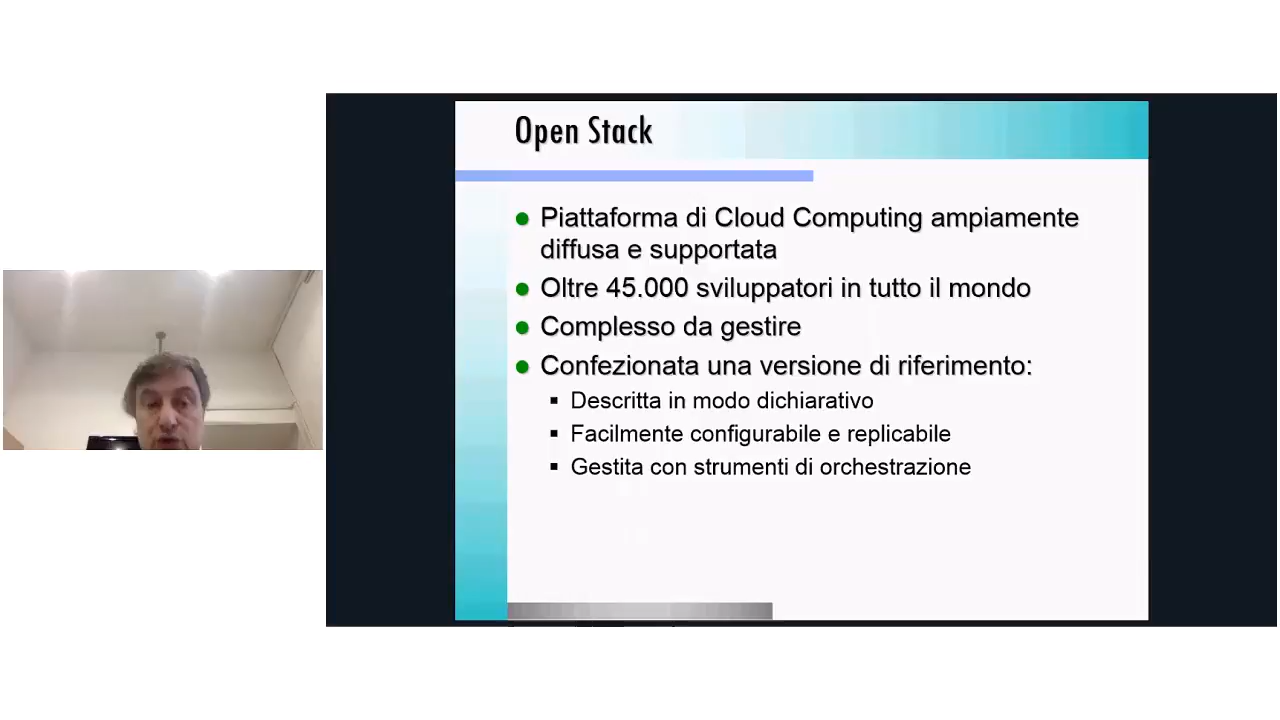 Open Stack
Piattaforma di Cloud Computing ampiamente
diffusa e supportata
Oltre 45.000 sviluppatori in tutto il mondo
Complesso da gestire
Confezionata una versione di riferimento:
Descritta in modo dichiarativo
Facilmente configurabile e replicabile
Gestita con strumenti di orchestrazione